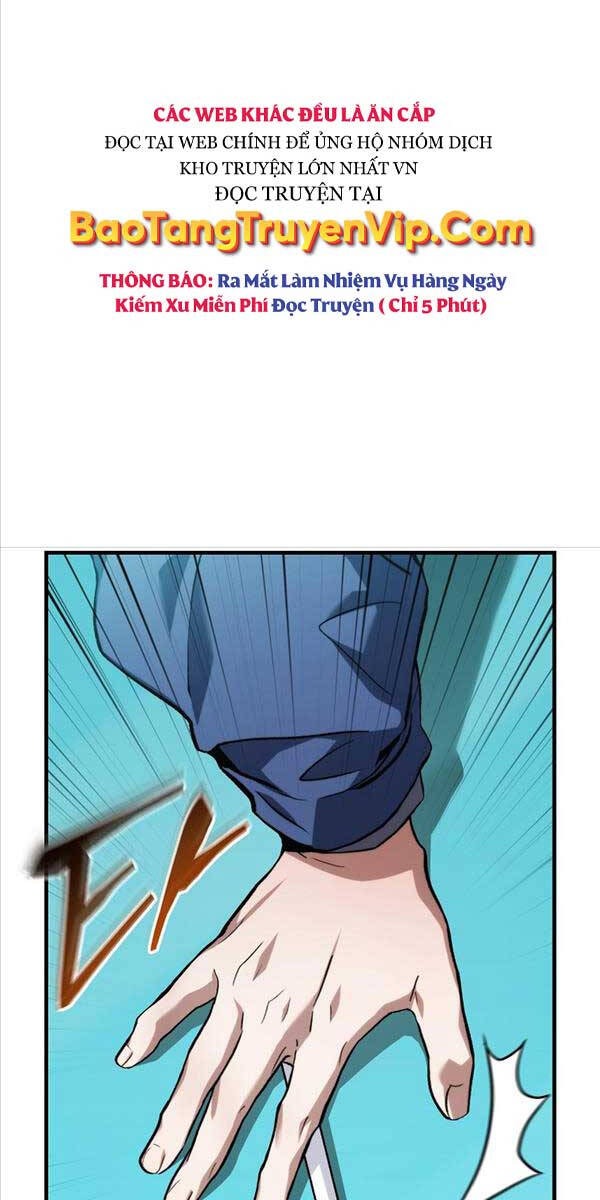 CÁC WEB KHÁC ĐỀU LÀ ĂN CẮP
ĐỌC TẠI WEB CHÍNH ĐỂ ỦNG HỘ NHÓM DỊCH
KHO TRUYỆN LỚN NHẤT VN
ĐỌC TRUYỆN TẠI
BaoTangTruyenVip.Com
THÔNG BÁO: Ra Mắt Làm Nhiệm Vụ Hàng Ngày
Kiếm Xu Miễn Phí Đọc Truyện ( Chỉ 5 Phút)